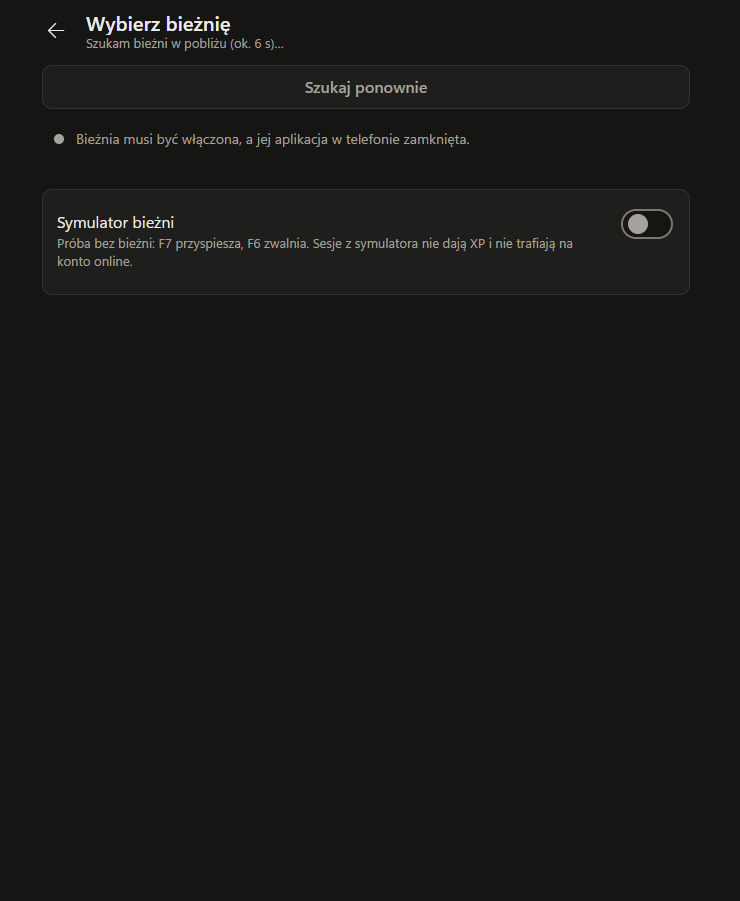 Wybierz bieżnię
Szukam bieżni w pobliżu (ok. 6 s)...
Szukaj ponownie
Bieżnia musi być włączona, a jej aplikacja w telefonie zamknięta.
Symulator bieżni
Próba bez bieżni: F7 przyspiesza, F6 zwalnia. Sesje z symulatora nie dają XP i nie trafiają na
konto online.